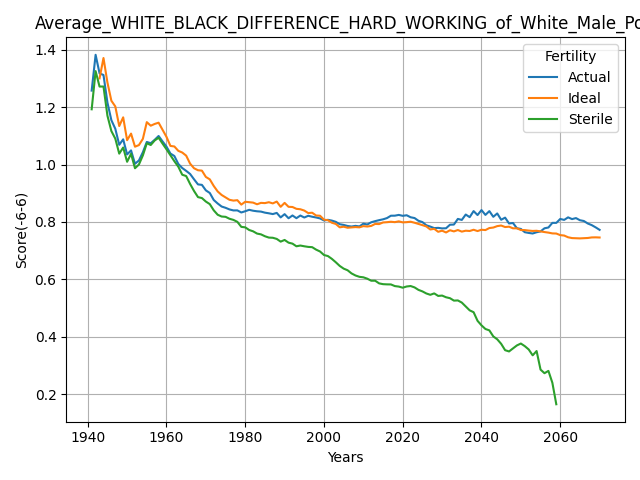 Average_WHITE_BLACK_DIFFERENCE_HARD_WORKING_of_White_Male_Po
Fertility
Actual
Ideal
Sterile
Score(-6-6)
1.4
1.2
1.0
0.8
0.6
0.4
0.2
1940 1960 1980 2000 2020 2040 2060
Years